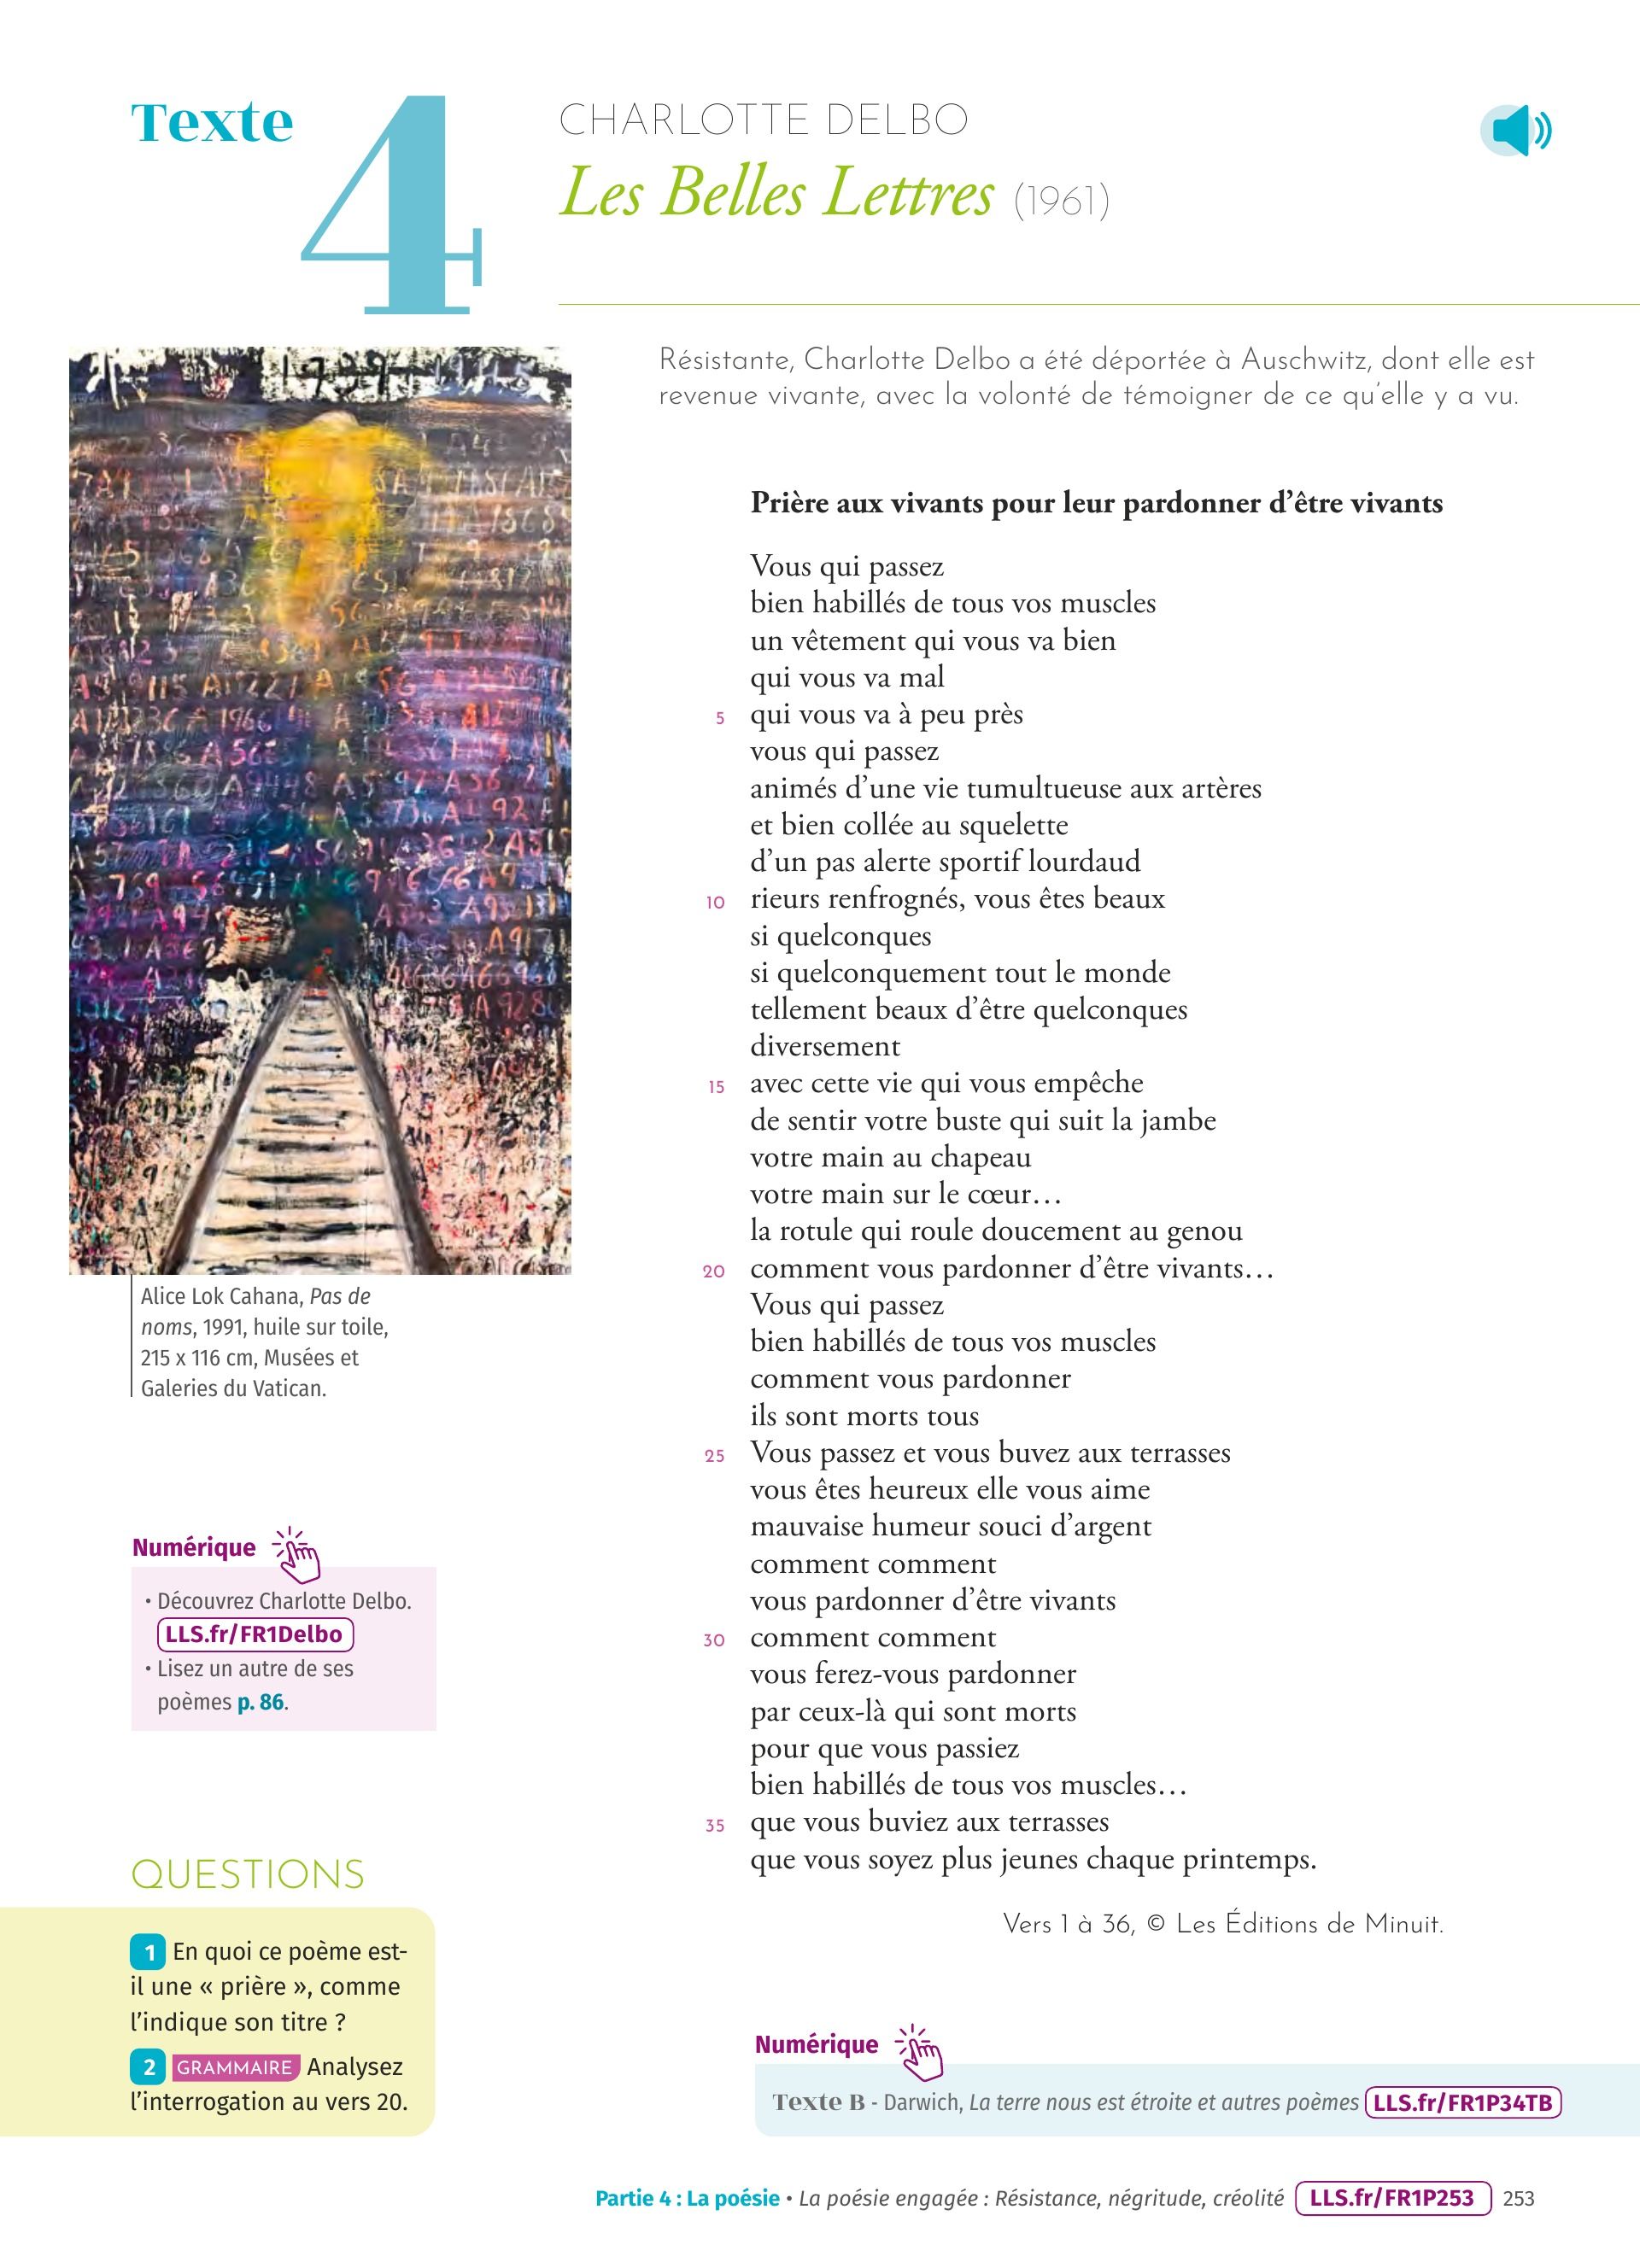 Texte 4
CHARLOTTE DELBO
Les Belles Lettres (1961)
Résistante, Charlotte Delbo a été déportée à Auschwitz, dont elle est
revenue vivante, avec la volonté de témoigner de ce qu'elle y a vu.
Prière aux vivants pour leur pardonner d'être vivants
Vous qui passez
bien habillés de tous vos muscles
un vêtement qui vous va bien
qui vous va mal
5 qui vous va à peu près
vous qui passez
animés d'une vie tumultueuse aux artères
et bien collée au squelette
d'un pas alerte sportif lourdaud
10 rieurs renfrognés, vous êtes beaux
si quelconques
si quelconquement tout le monde
tellement beaux d'être quelconques
diversement
15 avec cette vie qui vous empêche
de sentir votre buste qui suit la jambe
votre main au chapeau
votre main sur le cœur…
la rotule qui roule doucement au genou
20 comment vous pardonner d'être vivants…
Vous qui passez
bien habillés de tous vos muscles
comment vous pardonner
ils sont morts tous
25 Vous passez et vous buvez aux terrasses
vous êtes heureux elle vous aime
mauvaise humeur souci d'argent
comment comment
vous pardonner d'être vivants
30 comment comment
vous ferez-vous pardonner
par ceux-là qui sont morts
pour que vous passiez
bien habillés de tous vos muscles…
35 que vous buviez aux terrasses
que vous soyez plus jeunes chaque printemps.
Vers 1 à 36, © Les Éditions de Minuit.
Alice Lok Cahana, Pas de
noms, 1991, huile sur toile,
215 x 116 cm, Musées et
Galeries du Vatican.
Numérique
• Découvrez Charlotte Delbo.
LLS.fr/FR1Delbo
• Lisez un autre de ses
poèmes p. 86.
QUESTIONS
1 En quoi ce poème est-
il une « prière », comme
l'indique son titre ?
2 GRAMMAIRE Analysez
l'interrogation au vers 20.
Numérique
Texte B - Darwich, La terre nous est étroite et autres poèmes LLS.fr/FR1P34TB
Partie 4 : La poésie • La poésie engagée : Résistance, négritude, créolité LLS.fr/FR1P253 253